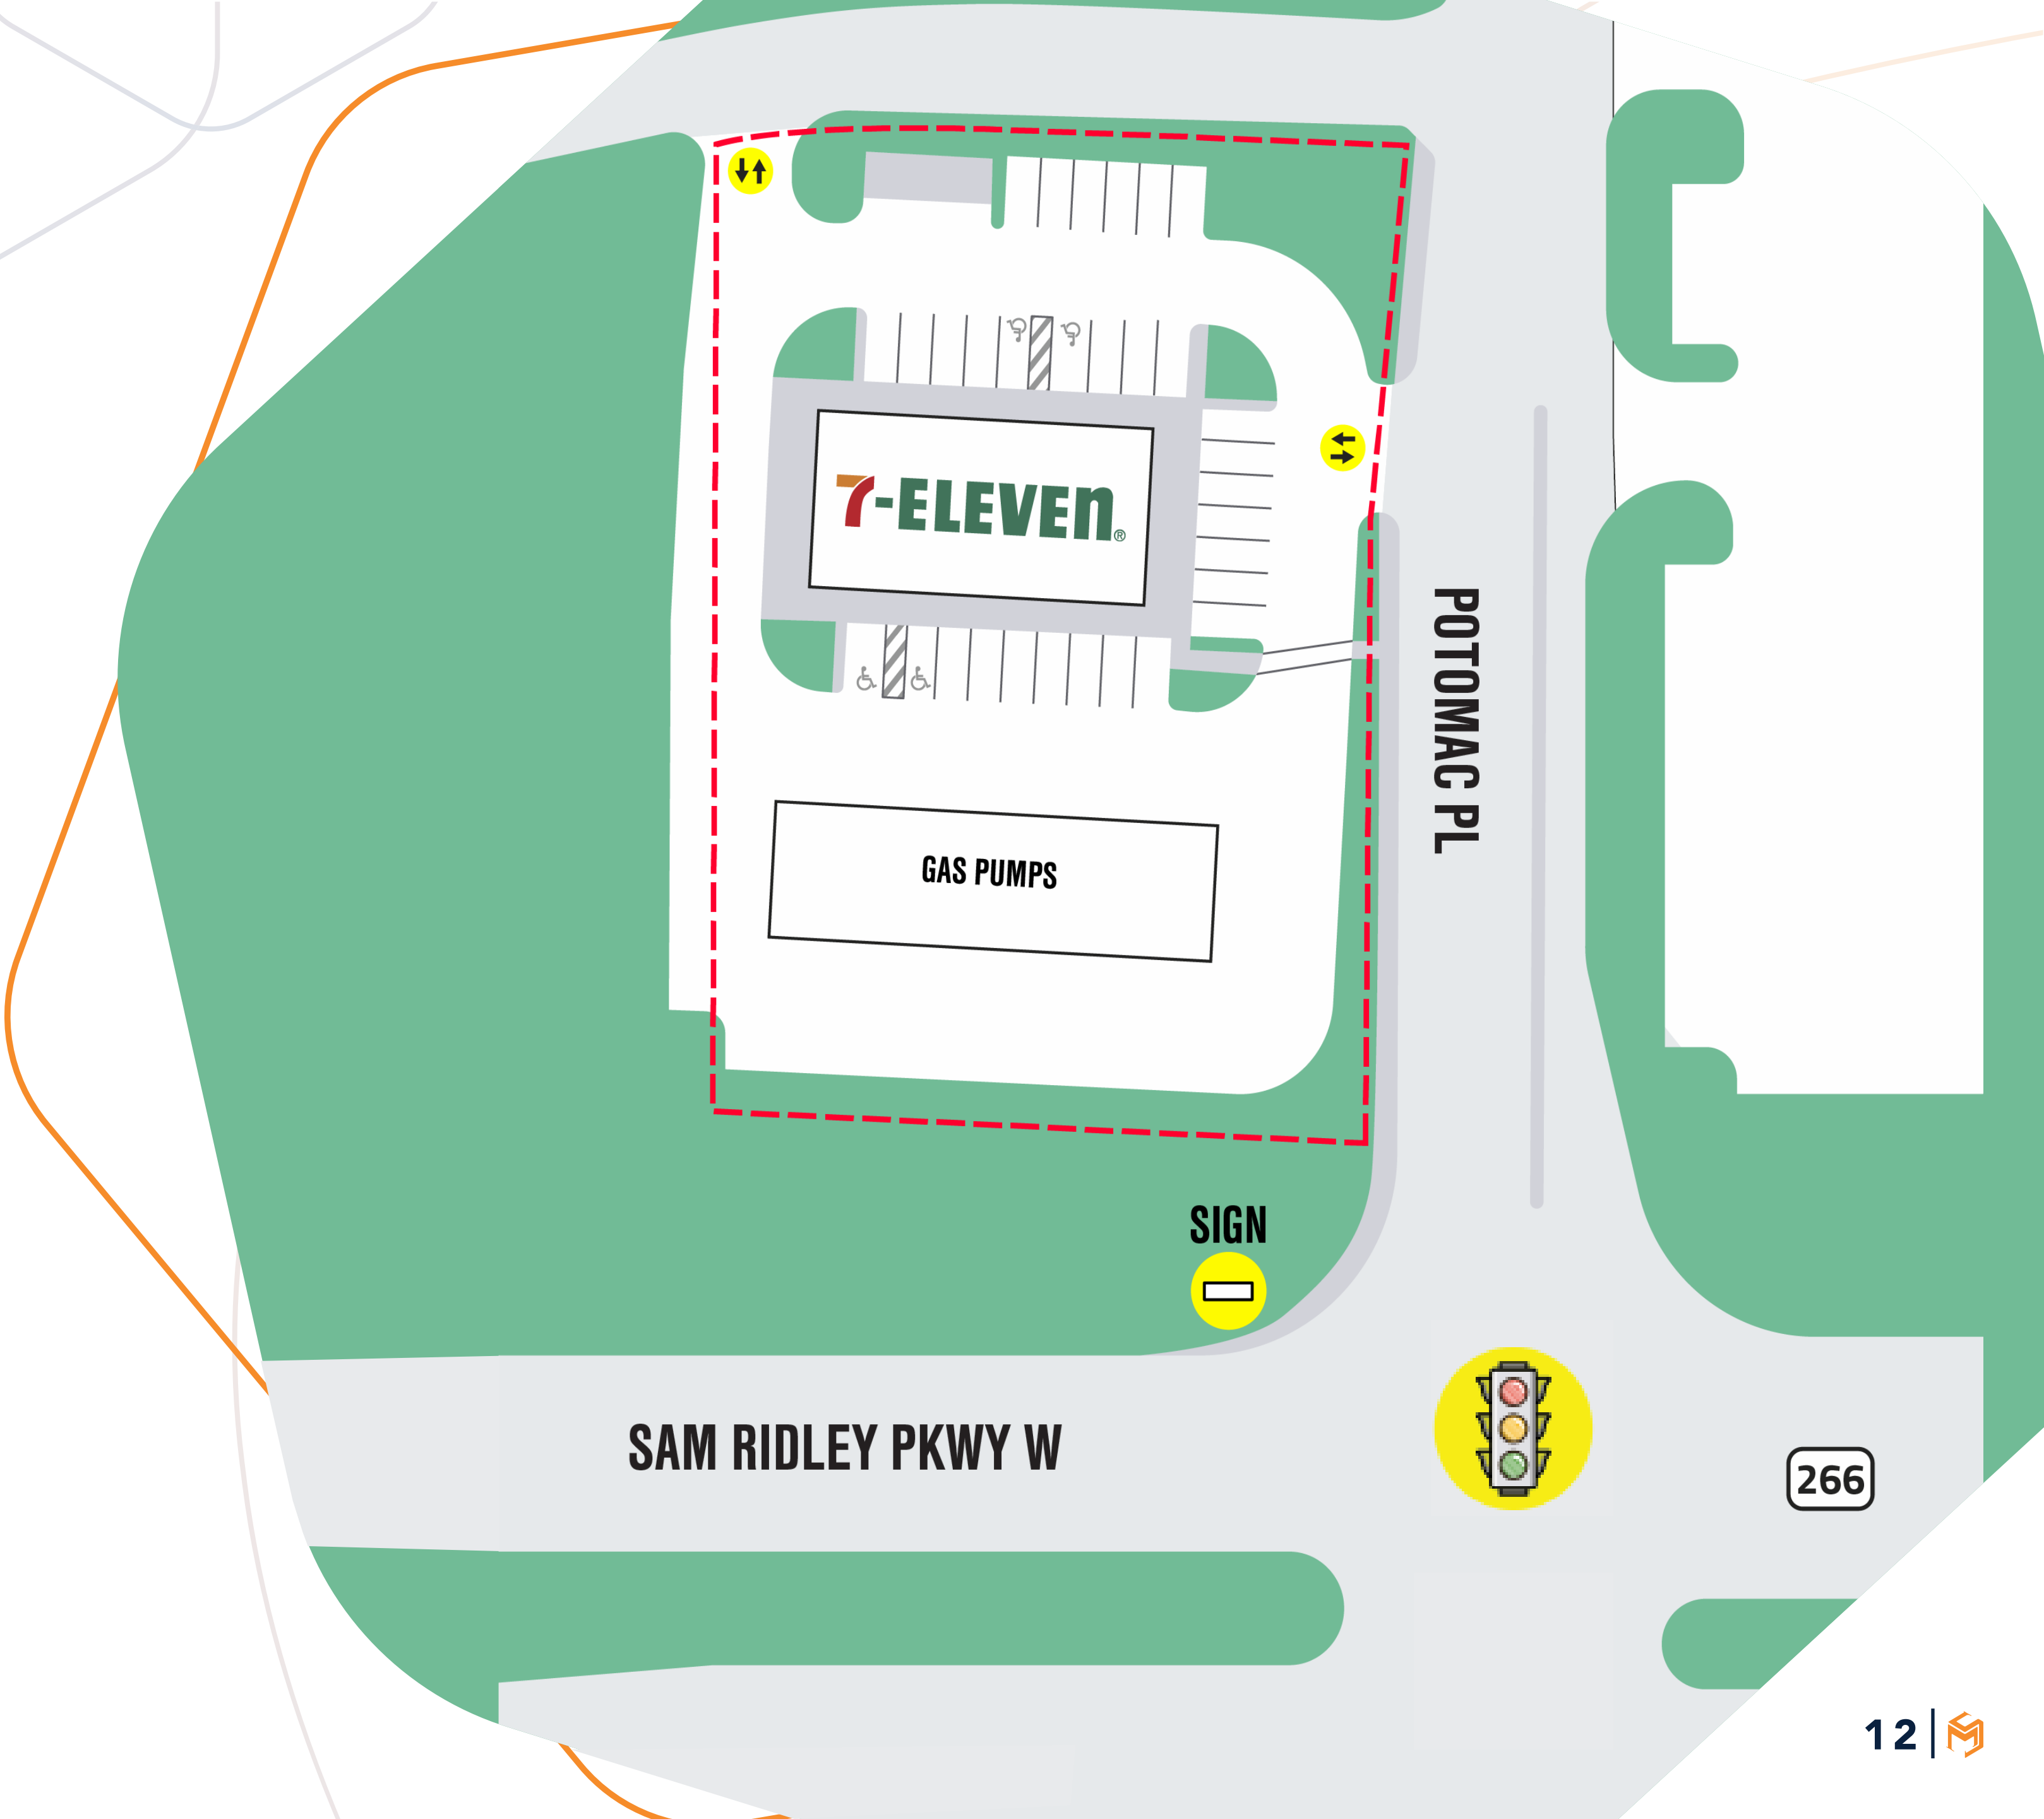 7-ELEVEn®
POTOMAC PL
GAS PUMPS
SIGN
SAM RIDLEY PKWY W
266
12